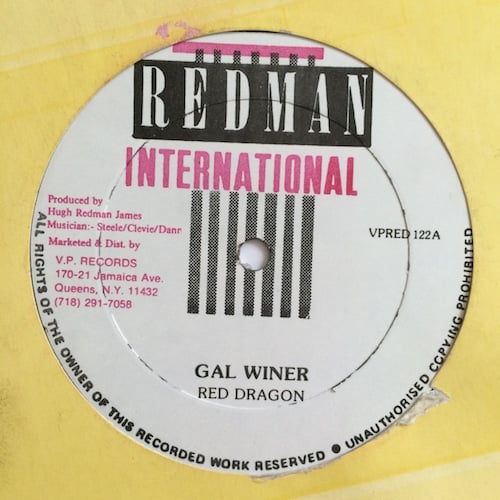 REDMAN
INTERNATIONAL
Produced by
Hugh Redman James
Musician:- Steele/Clevie/Dann
Marketed & Dist. by
V.P. RECORDS
170-21 Jamaica Ave.
Queens, N.Y. 11432
(718) 291-7058
VPRED 122A
GAL WINER
RED DRAGON
ALL RIGHTS OF THE OWNER OF THIS RECORDED WORK RESERVED ● UNAUTHORISED COPYING PROHIBITED